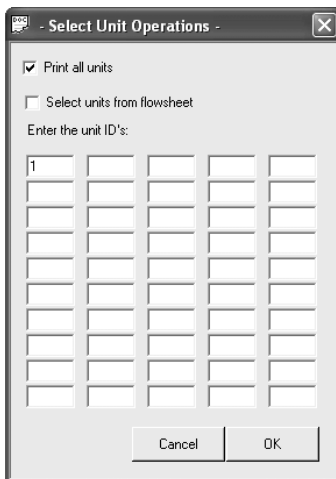 - Select Unit Operations -
Print all units
Select units from flowsheet
Enter the unit ID's:
1
Cancel OK